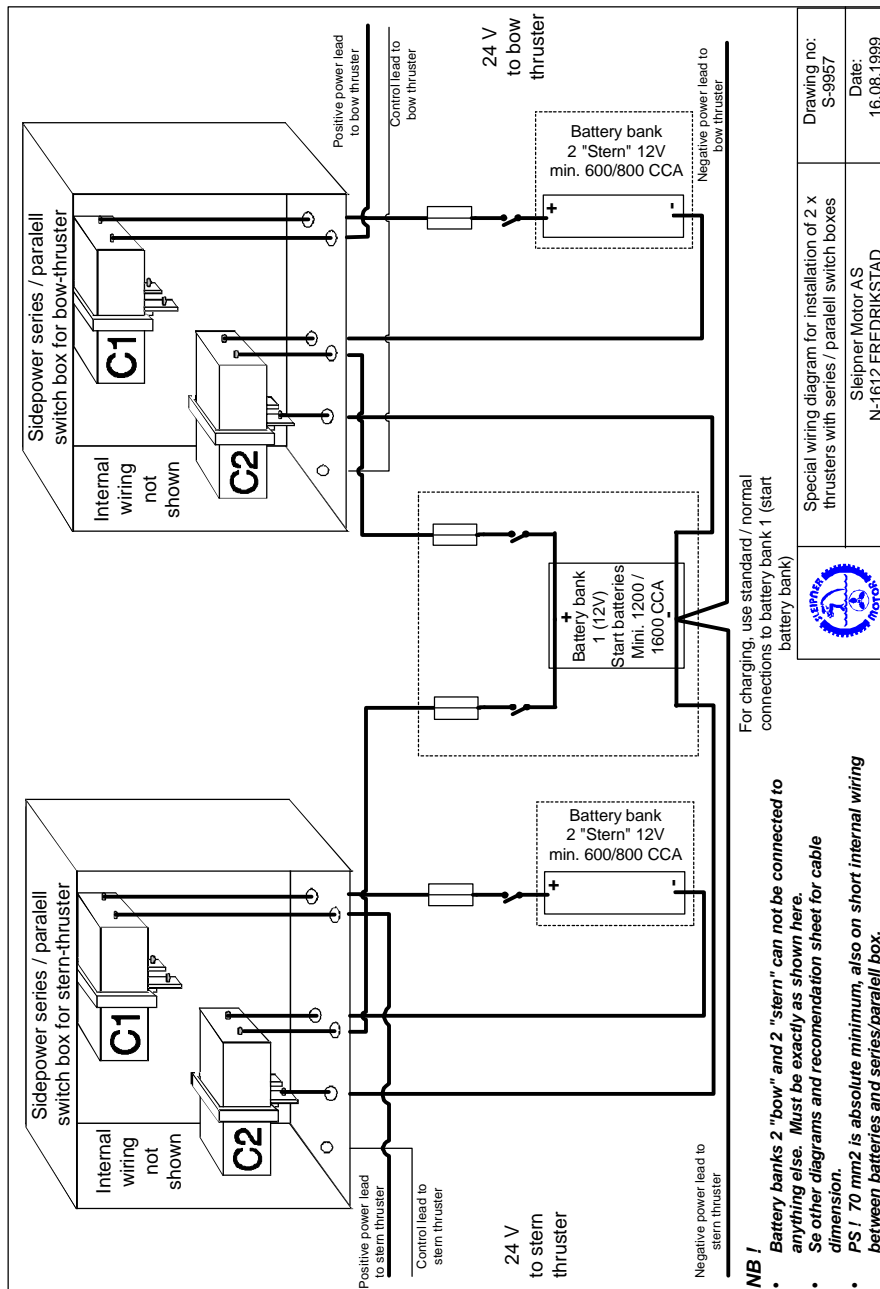 Sidepower series / paralell
switch box for stern-thruster
Internal
wiring
not
shown
C1
C2
Sidepower series / paralell
switch box for bow-thruster
Internal
wiring
not
shown
C1
C2
Positive power lead
to stern thruster
Control lead to
stern thruster
24 V
to stern
thruster
Negative power lead to
stern thruster
Battery bank
2 "Stern" 12V
min. 600/800 CCA
+
-
+
Battery bank
1 (12V)
Start batteries
Mini. 1200 /
1600 CCA
-
Positive power lead
to bow thruster
Control lead to
bow thruster
24 V
to bow
thruster
Battery bank
2 "Stern" 12V
min. 600/800 CCA
+
-
Negative power lead to
bow thruster
For charging, use standard / normal
connections to battery bank 1 (start
battery bank)
NB !
• Battery banks 2 "bow" and 2 "stern" can not be connected to
anything else. Must be exactly as shown here.
• Se other diagrams and recomendation sheet for cable
dimension.
• PS ! 70 mm2 is absolute minimum, also on short internal wiring
between batteries and series/paralell box.
SLEIPNER
MOTOR
Special wiring diagram for installation of 2 x
thrusters with series / paralell switch boxes
Drawing no:
S-9957
Sleipner Motor AS
N-1612 FREDRIKSTAD
Date:
16.08.1999